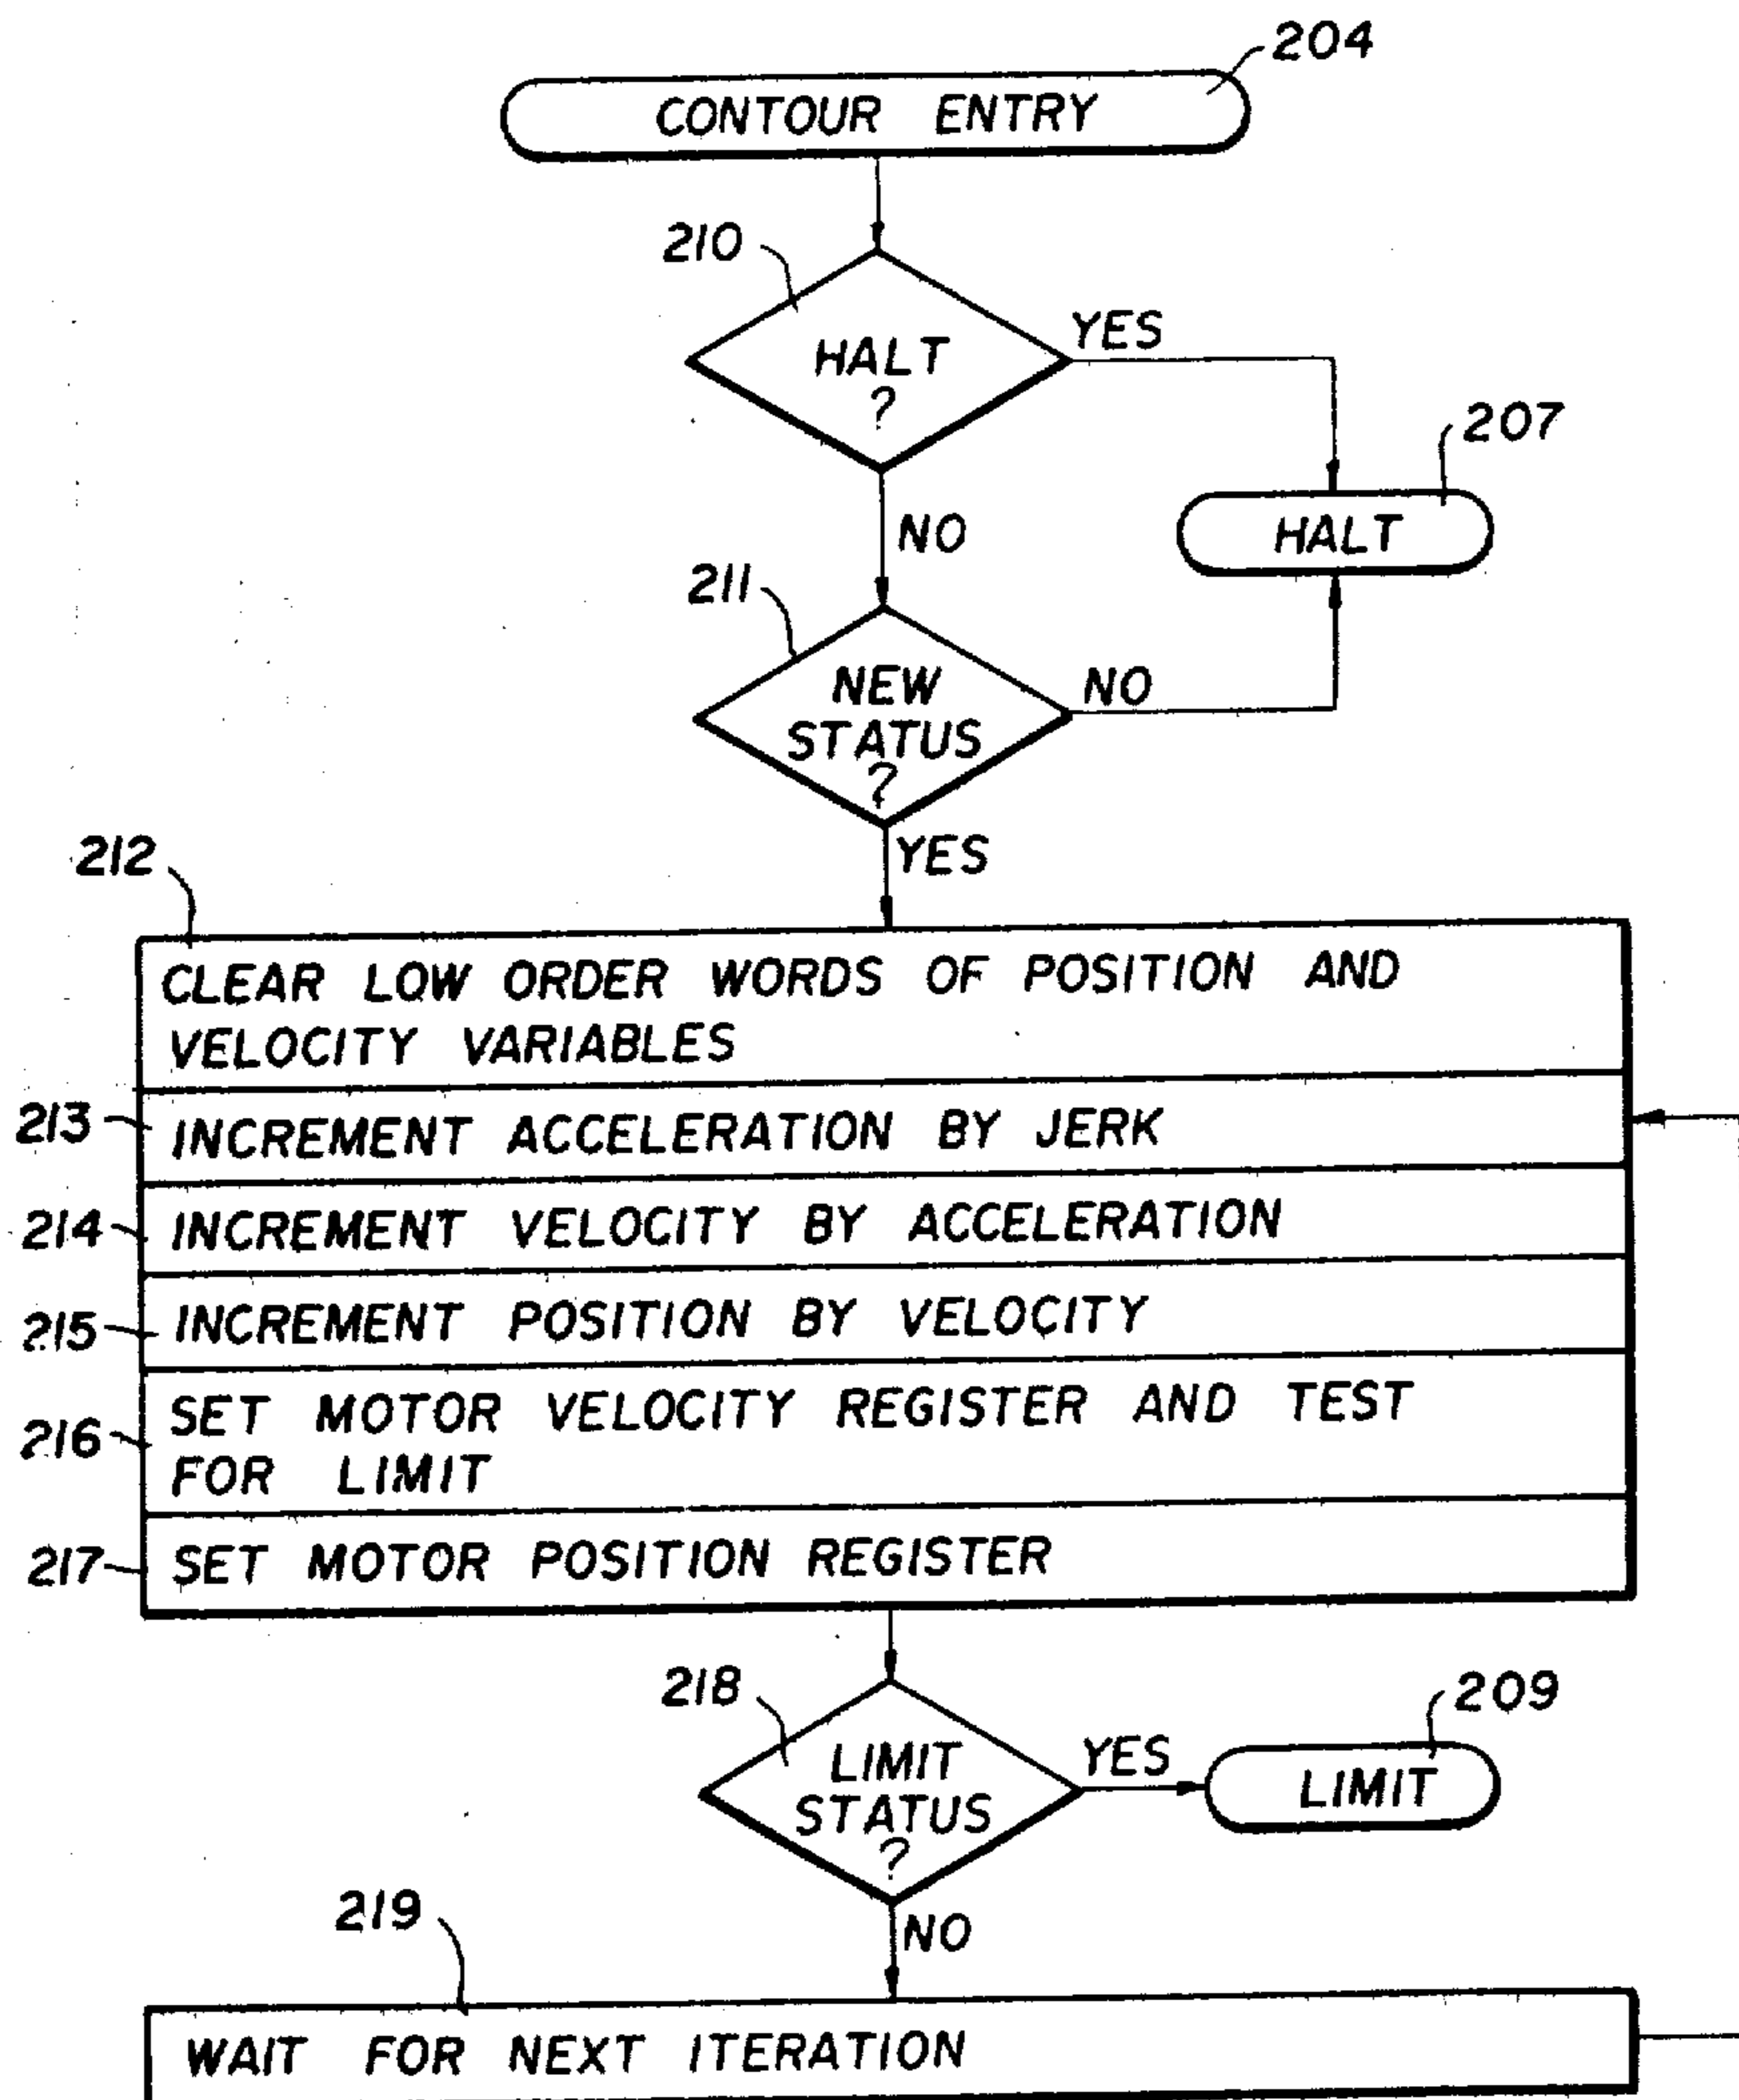 204
CONTOUR ENTRY
210
HALT
?
YES
207
HALT
NO
211
NEW
STATUS
?
NO
YES
212
CLEAR LOW ORDER WORDS OF POSITION AND
VELOCITY VARIABLES
213
INCREMENT ACCELERATION BY JERK
214
INCREMENT VELOCITY BY ACCELERATION
215
INCREMENT POSITION BY VELOCITY
216
SET MOTOR VELOCITY REGISTER AND TEST
FOR LIMIT
217
SET MOTOR POSITION REGISTER
218
LIMIT
STATUS
?
YES
209
LIMIT
NO
219
WAIT FOR NEXT ITERATION